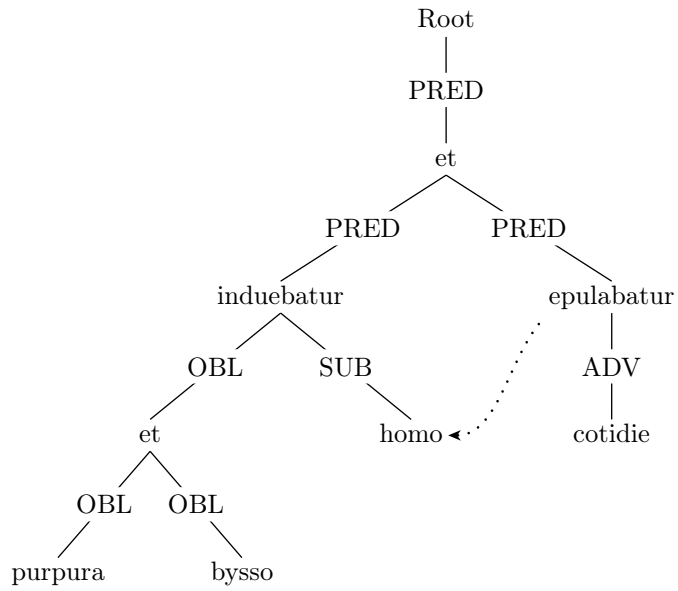 Root
PRED
et
PRED PRED
induebatur epulabatur
OBL SUB ADV
et homo cotidie
OBL OBL
purpura bysso